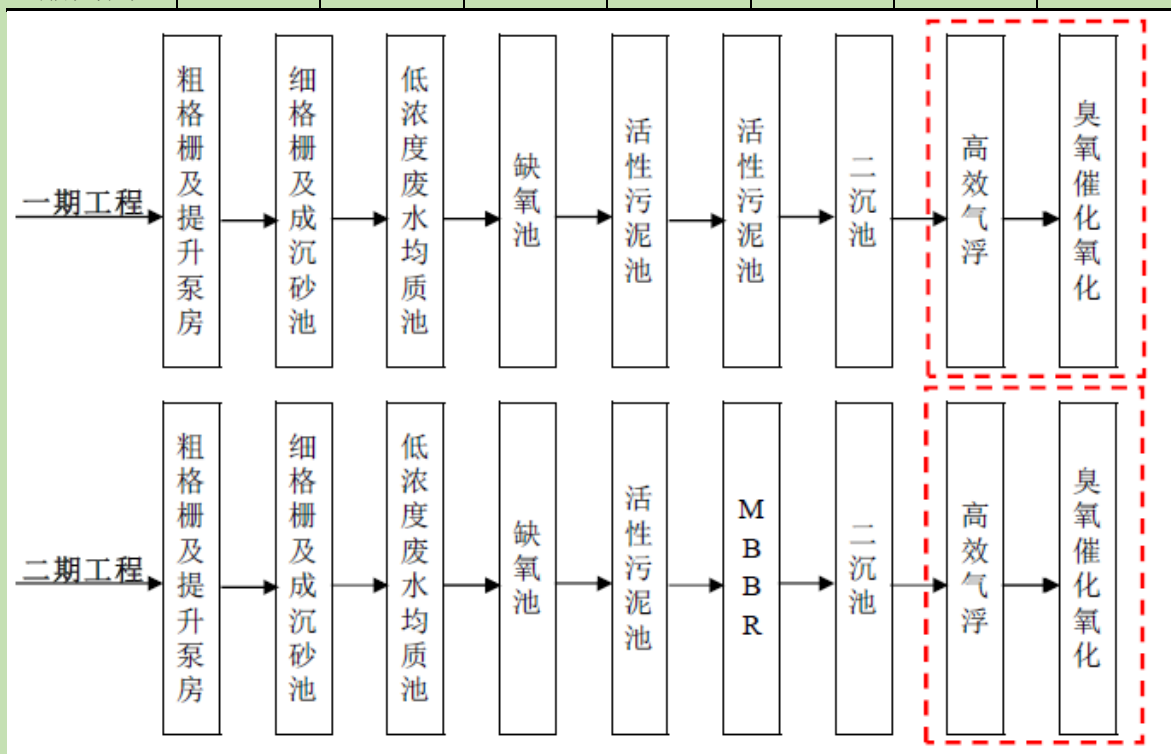 一期工程
粗格栅及提升泵房
细格栅及成沉砂池
低浓度废水均质池
缺氧池
活性污泥池
活性污泥池
二沉池
高效气浮
臭氧催化氧化
二期工程
粗格栅及提升泵房
细格栅及成沉砂池
低浓度废水均质池
缺氧池
活性污泥池
MBBR
二沉池
高效气浮
臭氧催化氧化